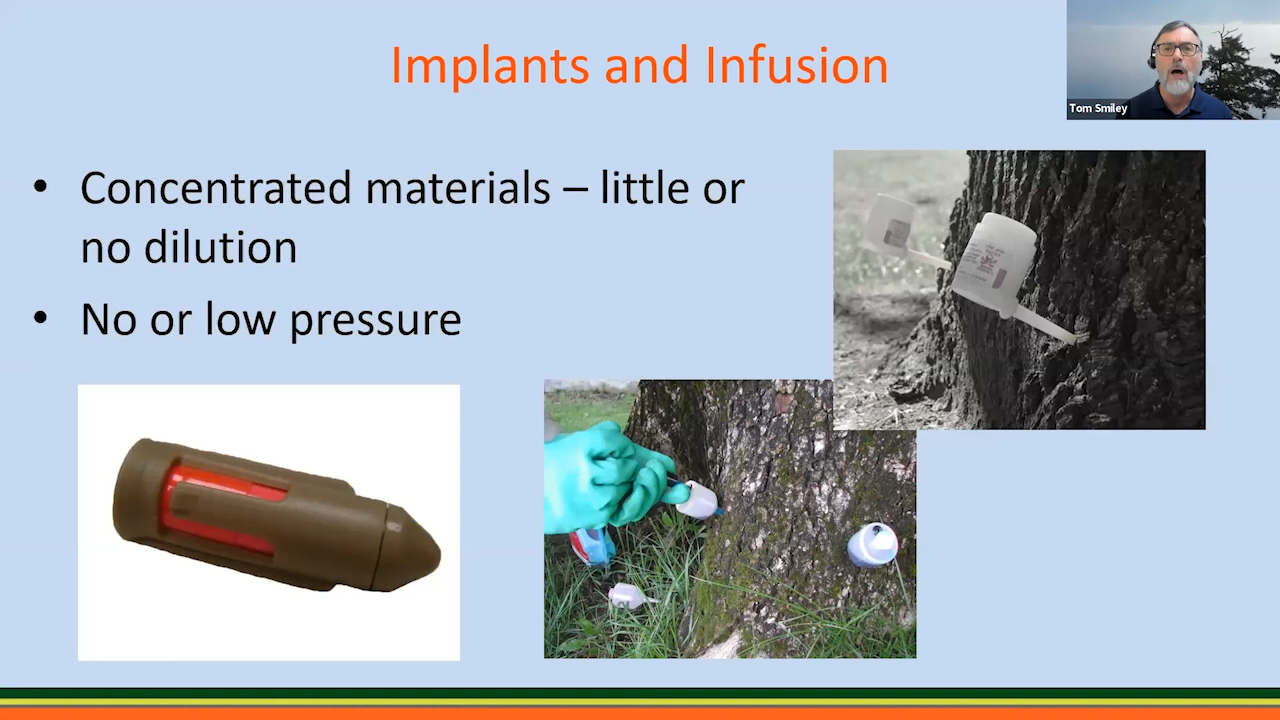 Implants and Infusion
Tom Smiley
• Concentrated materials – little or
no dilution
• No or low pressure